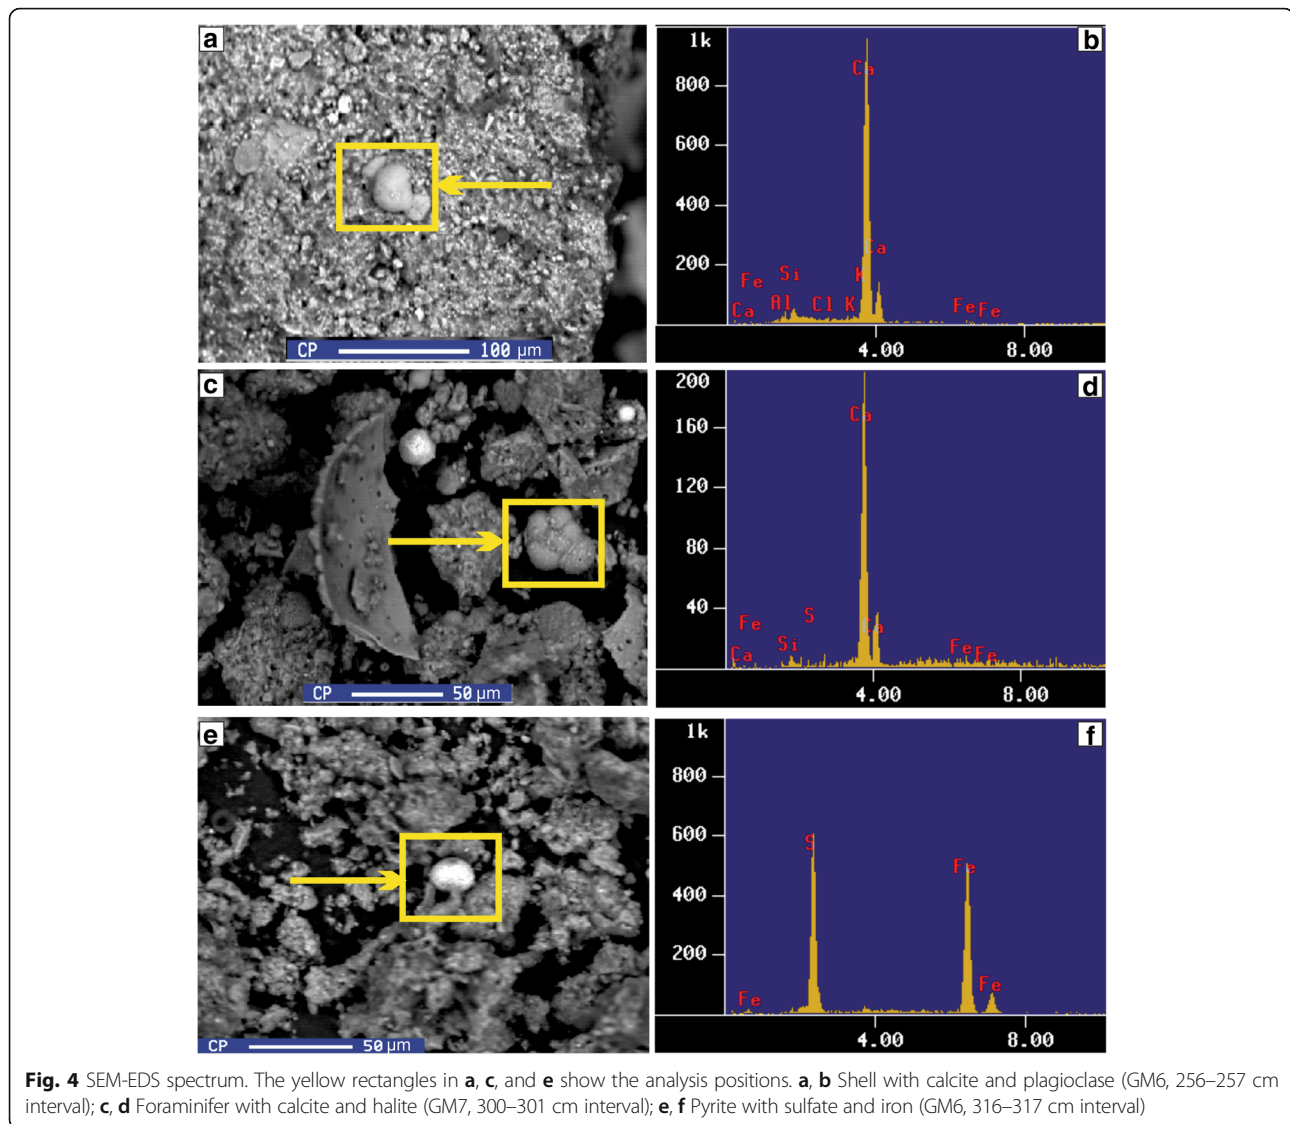 a
CP 100 µm
b
1k
800
600
400
200
Ca
Ca
K
Fe Si
Ca Al Cl K Fe Fe
4.00 8.00
c
CP 50 µm
d
200
160
120
80
40
Ca
S
Fe
Ca
Si Fe Fe
Ca
4.00 8.00
e
CP 50 µm
f
1k
800
600
400
200
S
Fe
Fe
Fe
4.00 8.00
Fig. 4 SEM-EDS spectrum. The yellow rectangles in a, c, and e show the analysis positions. a, b Shell with calcite and plagioclase (GM6, 256–257 cm
interval); c, d Foraminifer with calcite and halite (GM7, 300–301 cm interval); e, f Pyrite with sulfate and iron (GM6, 316–317 cm interval)